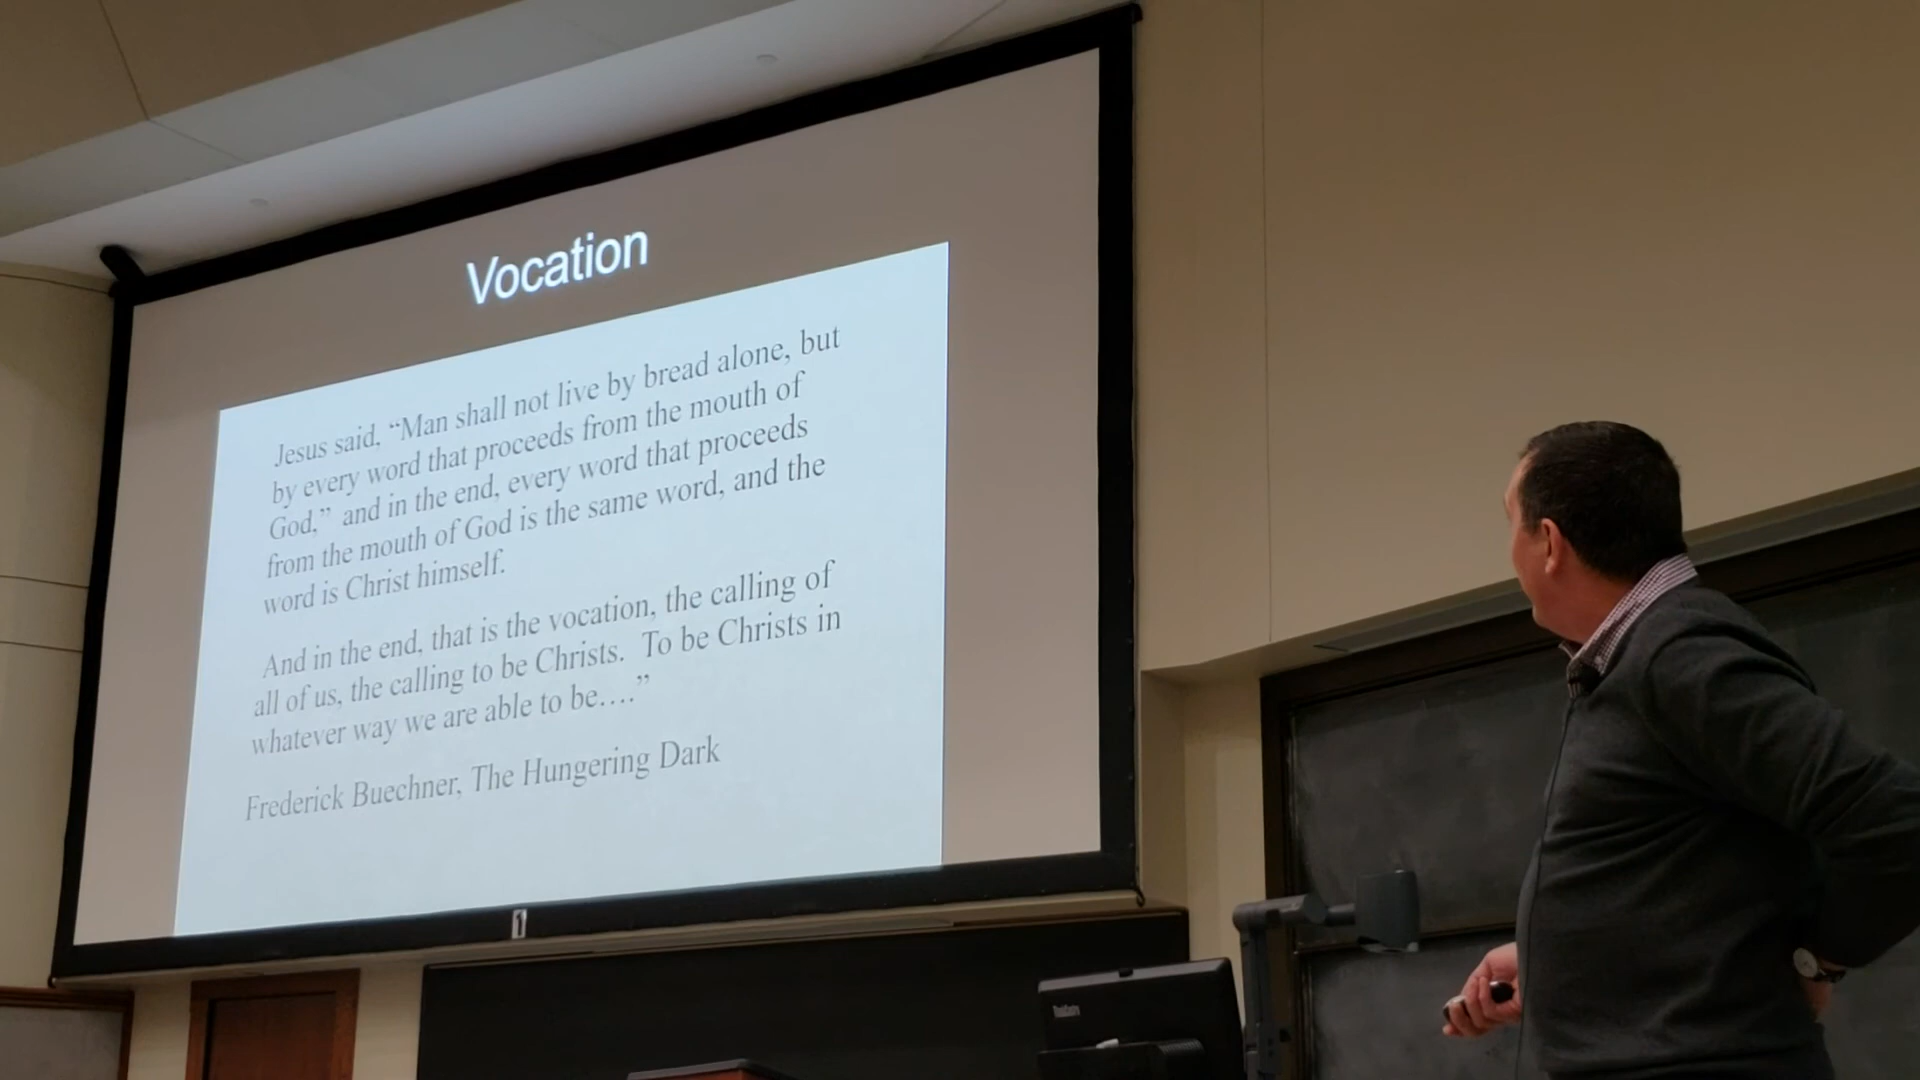 Vocation
Jesus said, “Man shall not live by bread alone, but
by every word that proceeds from the mouth of
God,” and in the end, every word that proceeds
from the mouth of God is the same word, and the
word is Christ himself.
And in the end, that is the vocation, the calling of
all of us, the calling to be Christs. To be Christs in
whatever way we are able to be….”
Frederick Buechner, The Hungering Dark
1